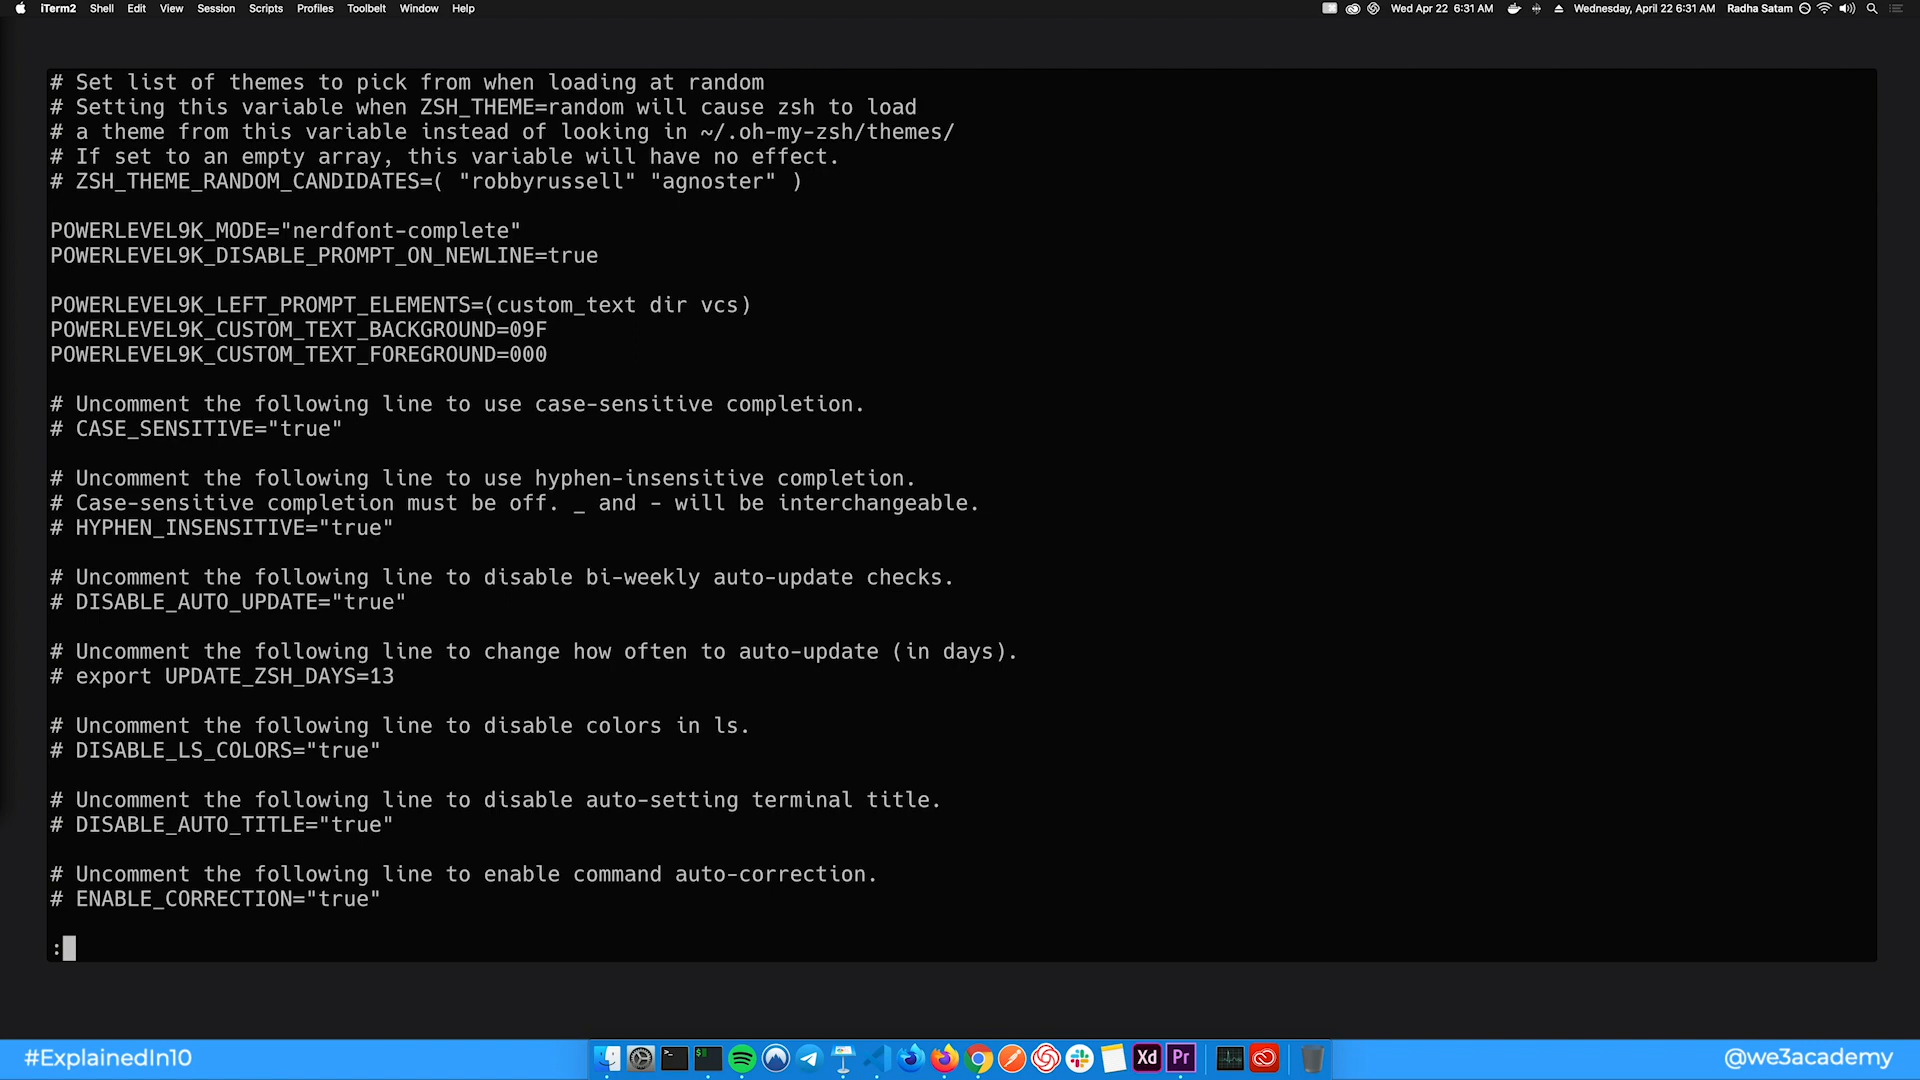 iTerm2 Shell Edit View Session Scripts Profiles Toolbelt Window Help Wed Apr 22 6:31 AM Wednesday, April 22 6:31 AM Radha Satam
# Set list of themes to pick from when loading at random
# Setting this variable when ZSH_THEME=random will cause zsh to load
# a theme from this variable instead of looking in ~/.oh-my-zsh/themes/
# If set to an empty array, this variable will have no effect.
# ZSH_THEME_RANDOM_CANDIDATES=( "robbyrussell" "agnoster" )
POWERLEVEL9K_MODE="nerdfont-complete"
POWERLEVEL9K_DISABLE_PROMPT_ON_NEWLINE=true
POWERLEVEL9K_LEFT_PROMPT_ELEMENTS=(custom_text dir vcs)
POWERLEVEL9K_CUSTOM_TEXT_BACKGROUND=09F
POWERLEVEL9K_CUSTOM_TEXT_FOREGROUND=000
# Uncomment the following line to use case-sensitive completion.
# CASE_SENSITIVE="true"
# Uncomment the following line to use hyphen-insensitive completion.
# Case-sensitive completion must be off. _ and - will be interchangeable.
# HYPHEN_INSENSITIVE="true"
# Uncomment the following line to disable bi-weekly auto-update checks.
# DISABLE_AUTO_UPDATE="true"
# Uncomment the following line to change how often to auto-update (in days).
# export UPDATE_ZSH_DAYS=13
# Uncomment the following line to disable colors in ls.
# DISABLE_LS_COLORS="true"
# Uncomment the following line to disable auto-setting terminal title.
# DISABLE_AUTO_TITLE="true"
# Uncomment the following line to enable command auto-correction.
# ENABLE_CORRECTION="true"
:
#ExplainedIn10 Xd Pr @we3academy